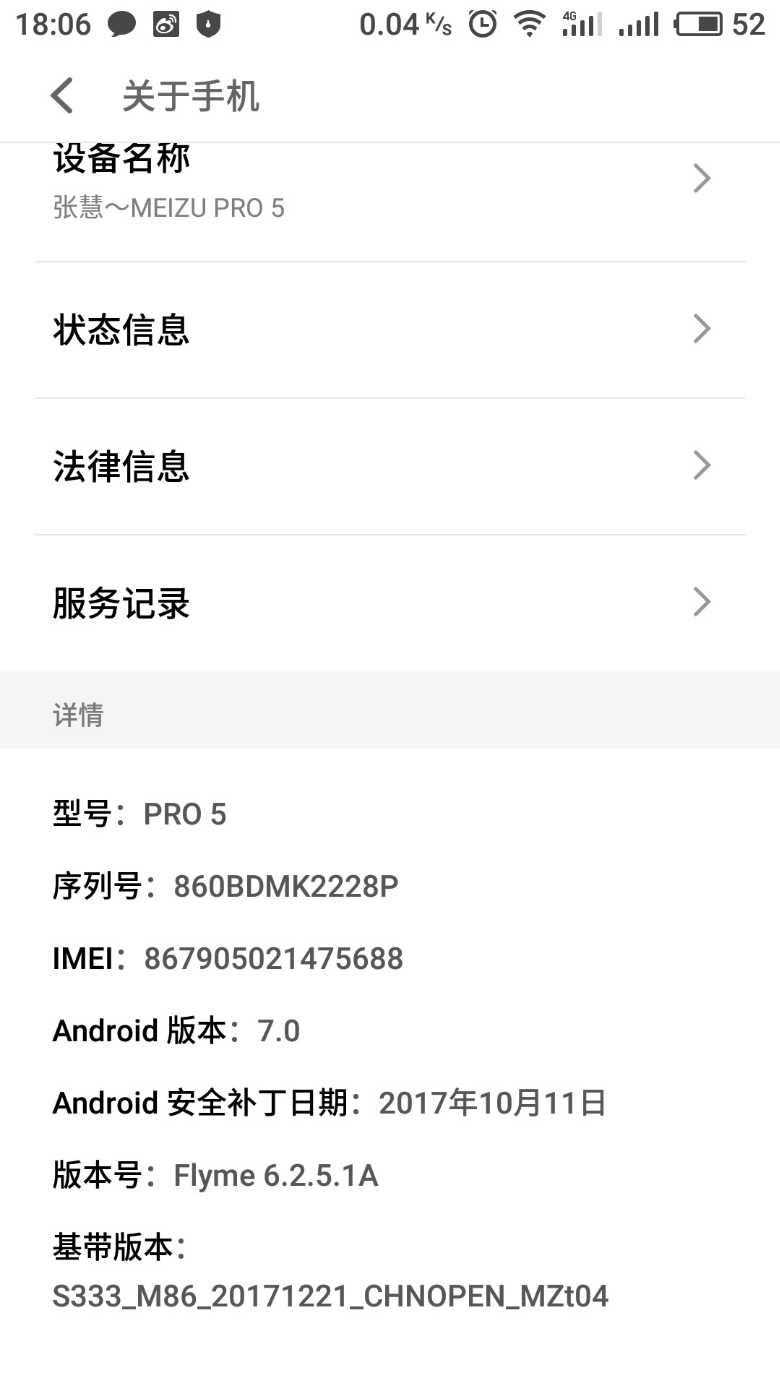 18:06 0.04 K/s 4G 52
关于手机
设备名称
张慧～MEIZU PRO 5
状态信息
法律信息
服务记录
详情
型号：PRO 5
序列号：860BDMK2228P
IMEI：867905021475688
Android 版本：7.0
Android 安全补丁日期：2017年10月11日
版本号：Flyme 6.2.5.1A
基带版本：
S333_M86_20171221_CHNOPEN_MZt04